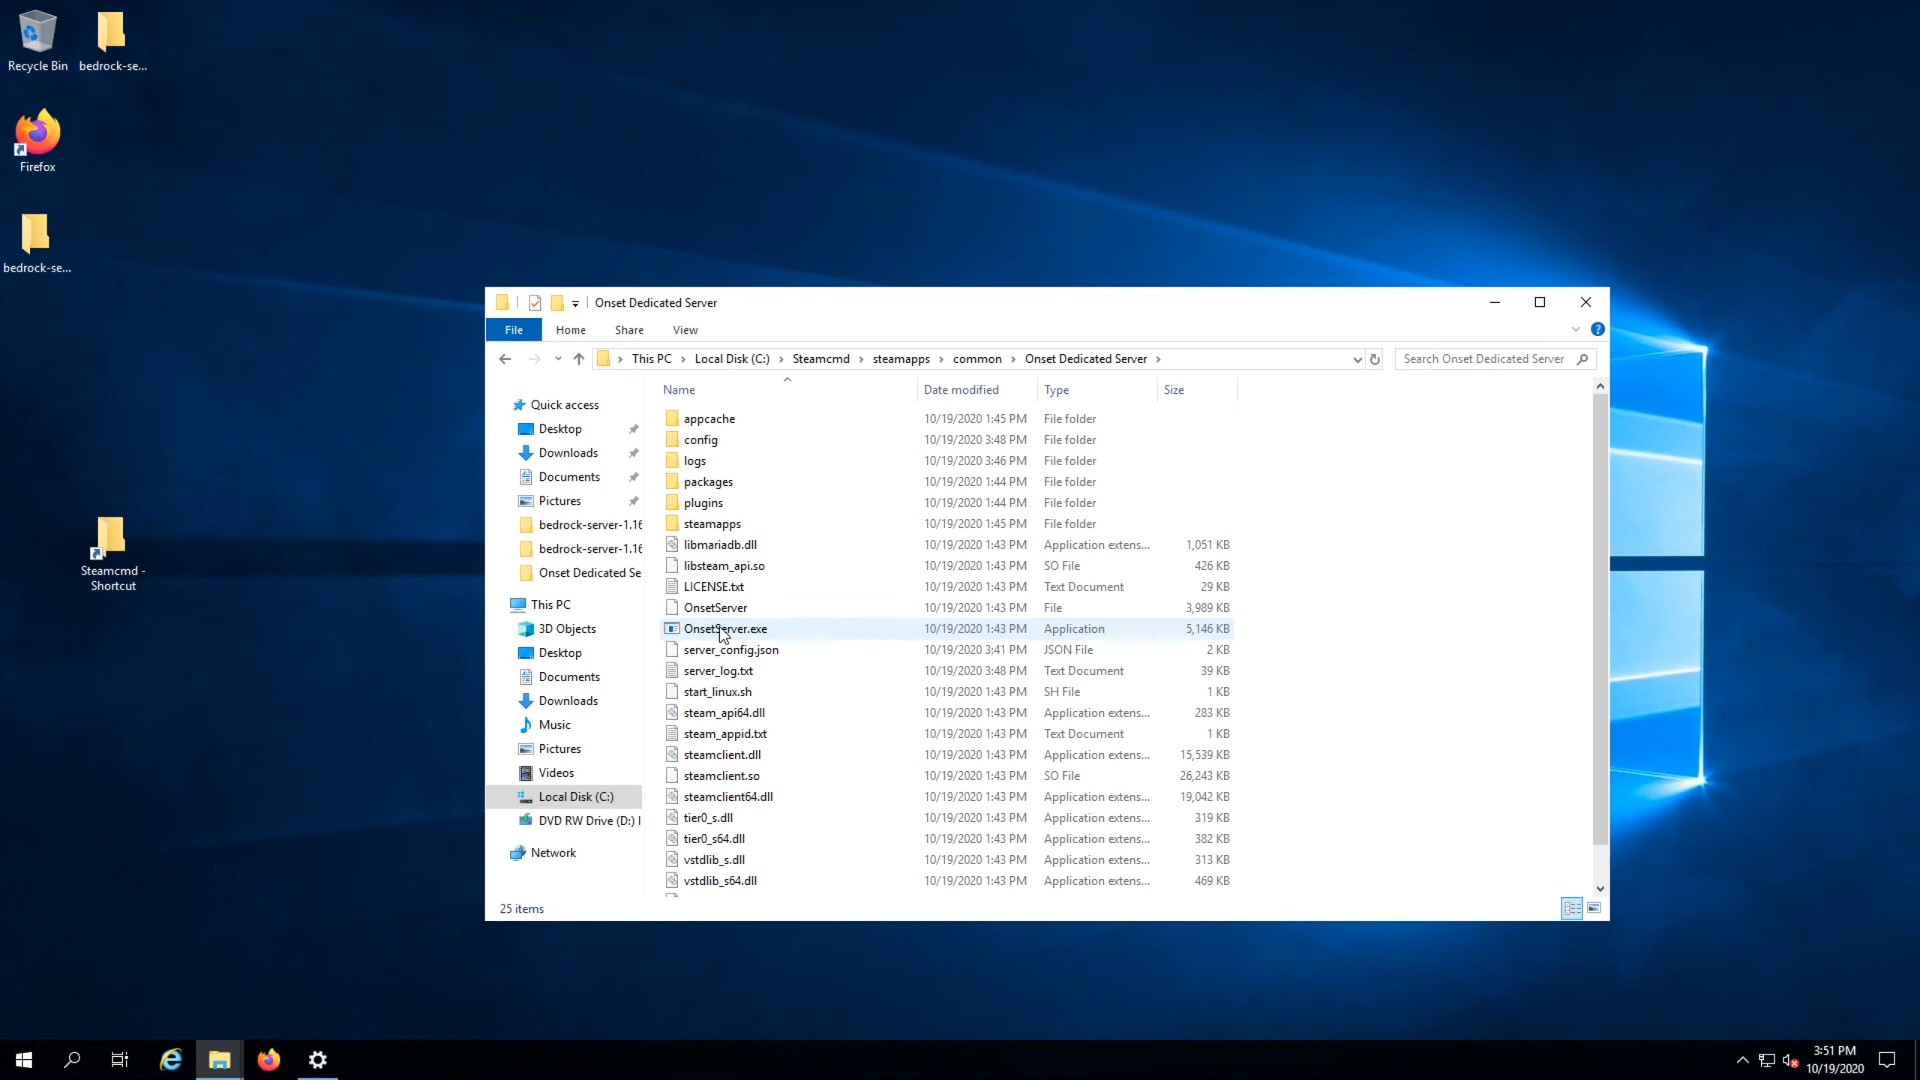 Recycle Bin
bedrock-se...
Firefox
bedrock-se...
Steamcmd -
Shortcut
Onset Dedicated Server
File
Home
Share
View
This PC
Local Disk (C:)
Steamcmd
steamapps
common
Onset Dedicated Server
Search Onset Dedicated Server
Quick access
Desktop
Downloads
Documents
Pictures
bedrock-server-1.16
bedrock-server-1.16
Onset Dedicated Se
This PC
3D Objects
Desktop
Documents
Downloads
Music
Pictures
Videos
Local Disk (C:)
DVD RW Drive (D:) I
Network
Name Date modified Type Size
appcache 10/19/2020 1:45 PM File folder
config 10/19/2020 3:48 PM File folder
logs 10/19/2020 3:46 PM File folder
packages 10/19/2020 1:44 PM File folder
plugins 10/19/2020 1:44 PM File folder
steamapps 10/19/2020 1:45 PM File folder
libmariadb.dll 10/19/2020 1:43 PM Application extens... 1,051 KB
libsteam_api.so 10/19/2020 1:43 PM SO File 426 KB
LICENSE.txt 10/19/2020 1:43 PM Text Document 29 KB
OnsetServer 10/19/2020 1:43 PM File 3,989 KB
OnsetServer.exe 10/19/2020 1:43 PM Application 5,146 KB
server_config.json 10/19/2020 3:41 PM JSON File 2 KB
server_log.txt 10/19/2020 3:48 PM Text Document 39 KB
start_linux.sh 10/19/2020 1:43 PM SH File 1 KB
steam_api64.dll 10/19/2020 1:43 PM Application extens... 283 KB
steam_appid.txt 10/19/2020 1:43 PM Text Document 1 KB
steamclient.dll 10/19/2020 1:43 PM Application extens... 15,539 KB
steamclient.so 10/19/2020 1:43 PM SO File 26,243 KB
steamclient64.dll 10/19/2020 1:43 PM Application extens... 19,042 KB
tier0_s.dll 10/19/2020 1:43 PM Application extens... 319 KB
tier0_s64.dll 10/19/2020 1:43 PM Application extens... 382 KB
vstdlib_s.dll 10/19/2020 1:43 PM Application extens... 313 KB
vstdlib_s64.dll 10/19/2020 1:43 PM Application extens... 469 KB
25 items
3:51 PM
10/19/2020